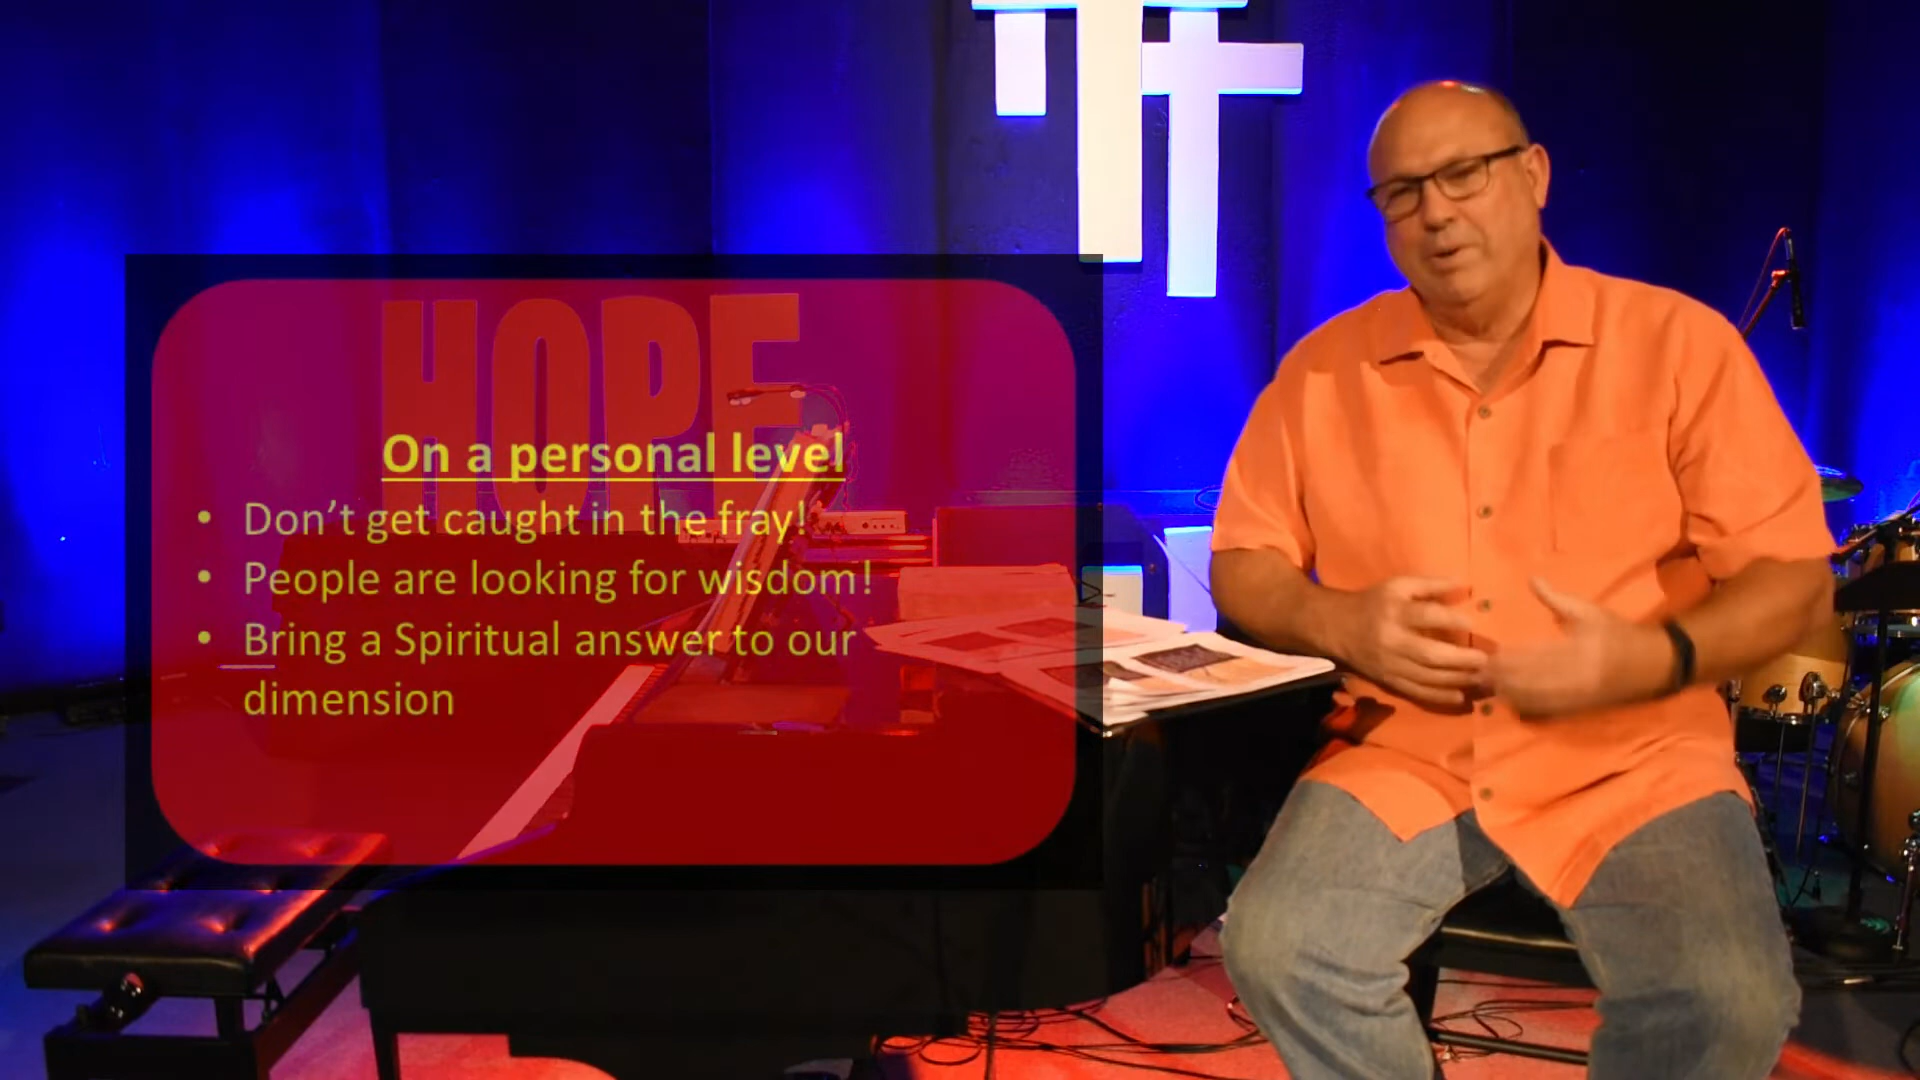 HOPE
On a personal level
• Don't get caught in the fray!
• People are looking for wisdom!
• Bring a Spiritual answer to our
dimension